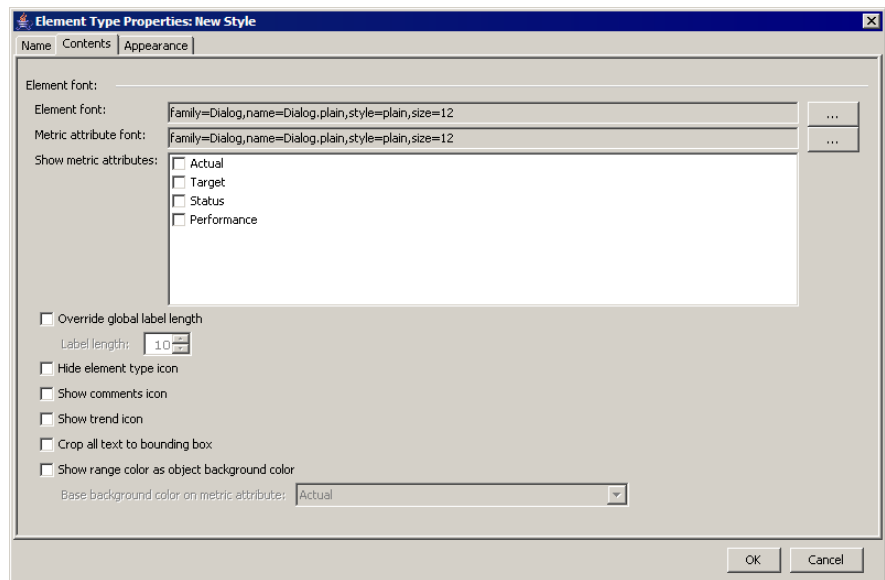 Element Type Properties: New Style
Name Contents Appearance
Element font:
Element font: family=Dialog,name=Dialog.plain,style=plain,size=12 ...
Metric attribute font: family=Dialog,name=Dialog.plain,style=plain,size=12 ...
Show metric attributes: Actual
Target
Status
Performance
Override global label length
Label length: 10
Hide element type icon
Show comments icon
Show trend icon
Crop all text to bounding box
Show range color as object background color
Base background color on metric attribute: Actual
OK Cancel